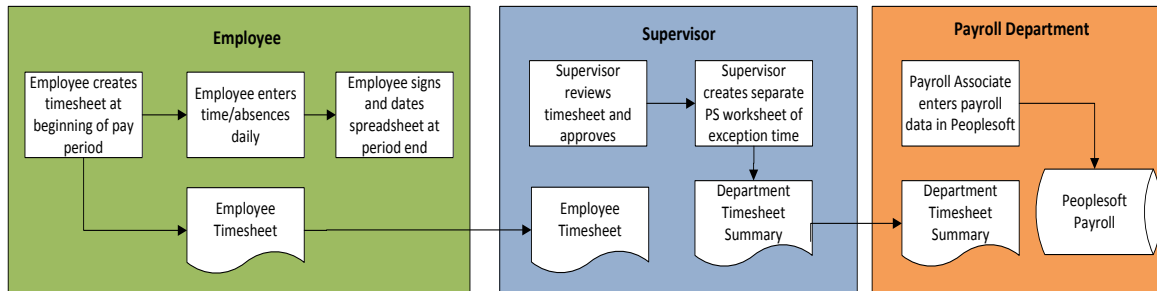 Employee
Employee creates
timesheet at
beginning of pay
period
Employee enters
time/absences
daily
Employee signs
and dates
spreadsheet at
period end
Employee
Timesheet
Supervisor
Supervisor
reviews
timesheet and
approves
Supervisor
creates separate
PS worksheet of
exception time
Employee
Timesheet
Department
Timesheet
Summary
Payroll Department
Payroll Associate
enters payroll
data in Peoplesoft
Department
Timesheet
Summary
Peoplesoft
Payroll